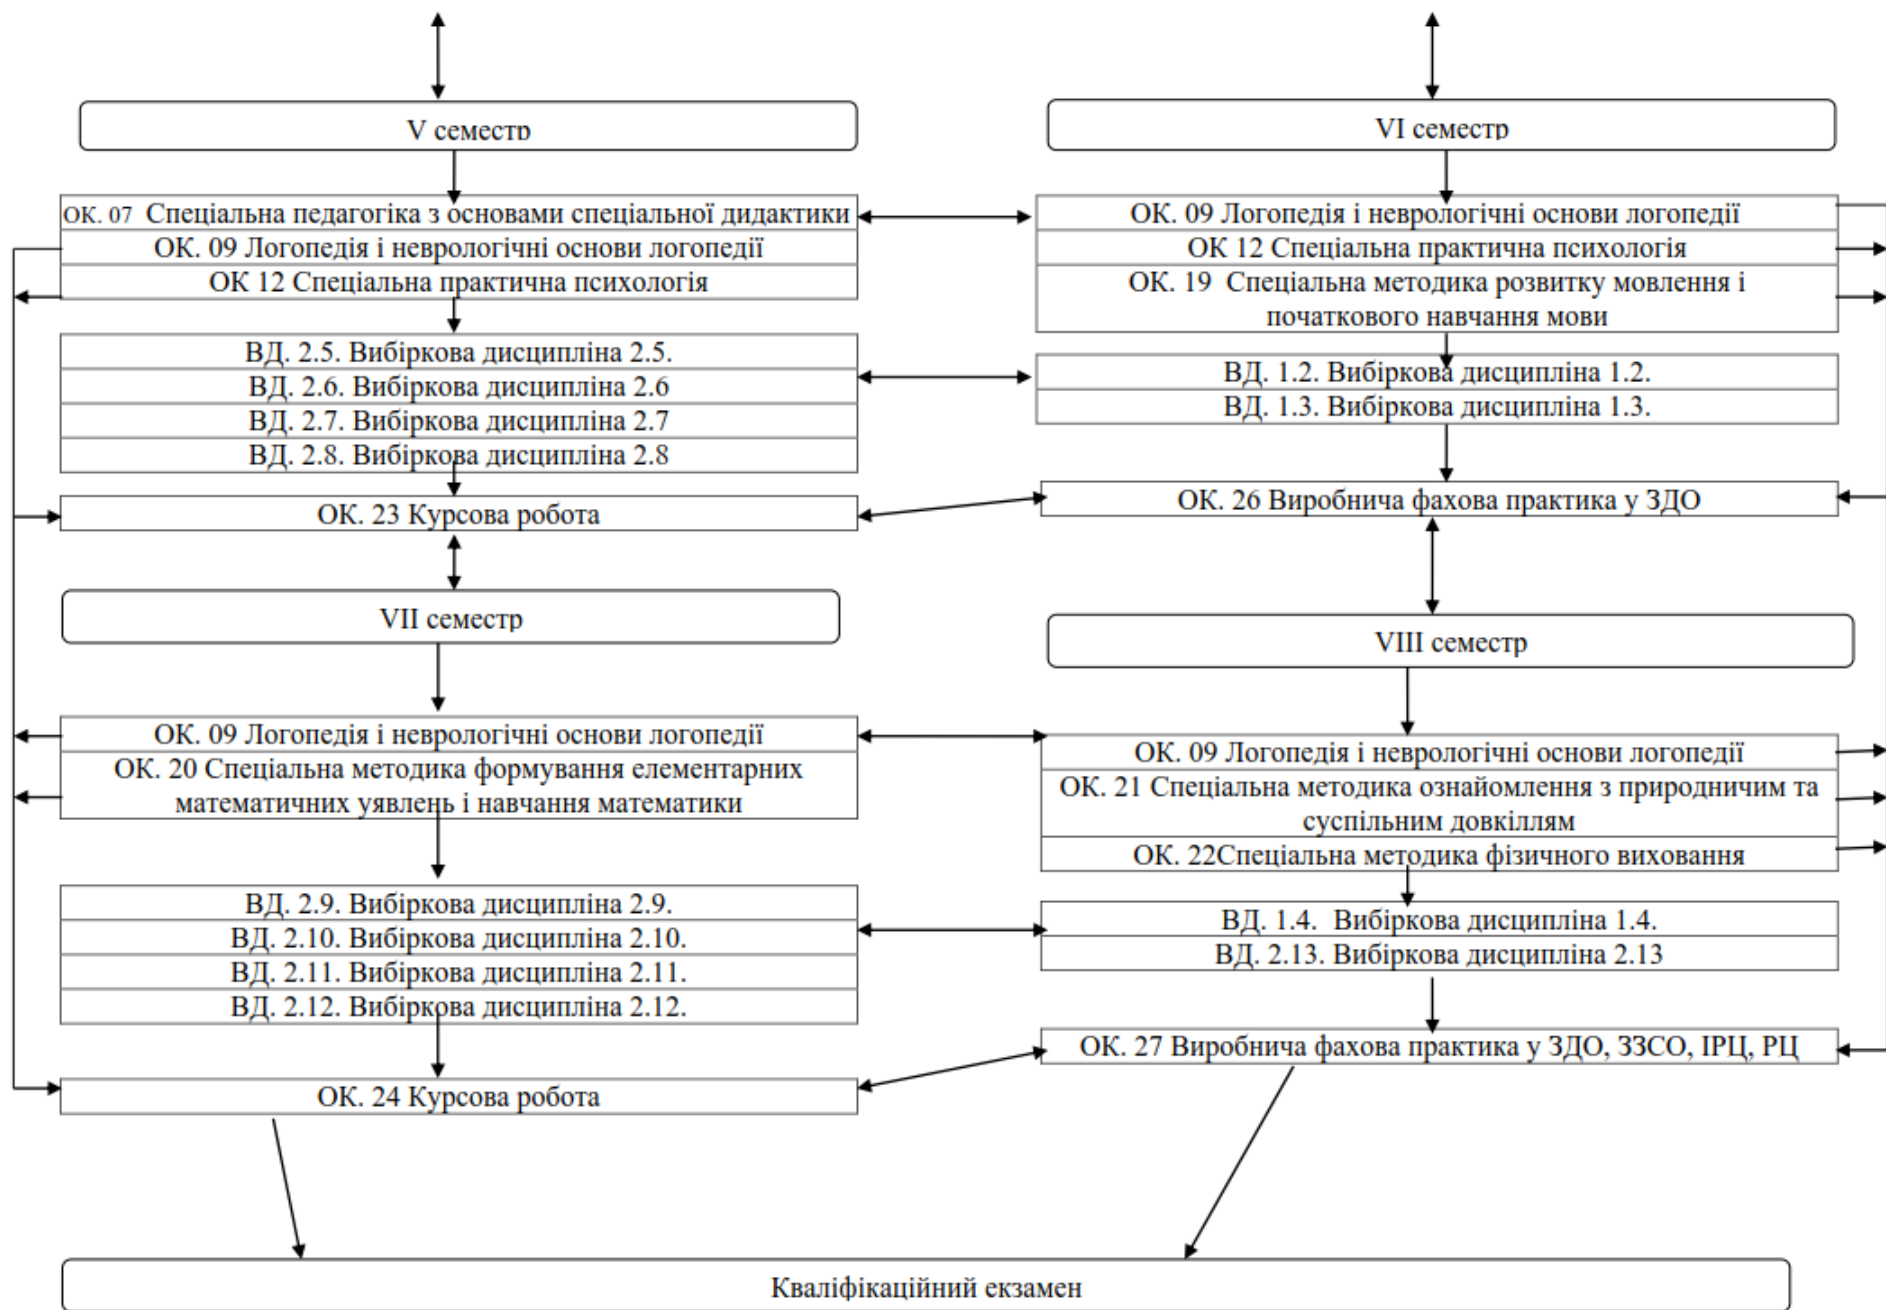 V семестр
ОК. 07 Спеціальна педагогіка з основами спеціальної дидактики
ОК. 09 Логопедія і неврологічні основи логопедії
ОК 12 Спеціальна практична психологія
ВД. 2.5. Вибіркова дисципліна 2.5.
ВД. 2.6. Вибіркова дисципліна 2.6
ВД. 2.7. Вибіркова дисципліна 2.7
ВД. 2.8. Вибіркова дисципліна 2.8
ОК. 23 Курсова робота
VI семестр
ОК. 09 Логопедія і неврологічні основи логопедії
ОК 12 Спеціальна практична психологія
ОК. 19 Спеціальна методика розвитку мовлення і
початкового навчання мови
ВД. 1.2. Вибіркова дисципліна 1.2.
ВД. 1.3. Вибіркова дисципліна 1.3.
ОК. 26 Виробнича фахова практика у ЗДО
VII семестр
ОК. 09 Логопедія і неврологічні основи логопедії
ОК. 20 Спеціальна методика формування елементарних
математичних уявлень і навчання математики
ВД. 2.9. Вибіркова дисципліна 2.9.
ВД. 2.10. Вибіркова дисципліна 2.10.
ВД. 2.11. Вибіркова дисципліна 2.11.
ВД. 2.12. Вибіркова дисципліна 2.12.
ОК. 24 Курсова робота
VIII семестр
ОК. 09 Логопедія і неврологічні основи логопедії
ОК. 21 Спеціальна методика ознайомлення з природничим та
суспільним довкіллям
ОК. 22Спеціальна методика фізичного виховання
ВД. 1.4. Вибіркова дисципліна 1.4.
ВД. 2.13. Вибіркова дисципліна 2.13
ОК. 27 Виробнича фахова практика у ЗДО, ЗЗСО, ІРЦ, РЦ
Кваліфікаційний екзамен